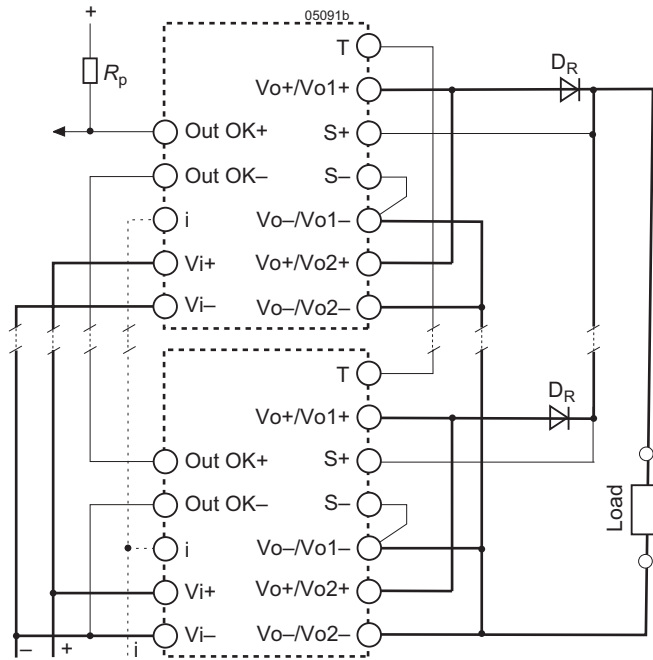 +
05091b
Rp
T
Vo+/Vo1+
DR
Out OK+
S+
Out OK–
S–
i
Vo–/Vo1–
Vi+
Vo+/Vo2+
Vi–
Vo–/Vo2–
T
Vo+/Vo1+
DR
Out OK+
S+
Out OK–
S–
Load
i
Vo–/Vo1–
Vi+
Vo+/Vo2+
Vi–
Vo–/Vo2–
– + i